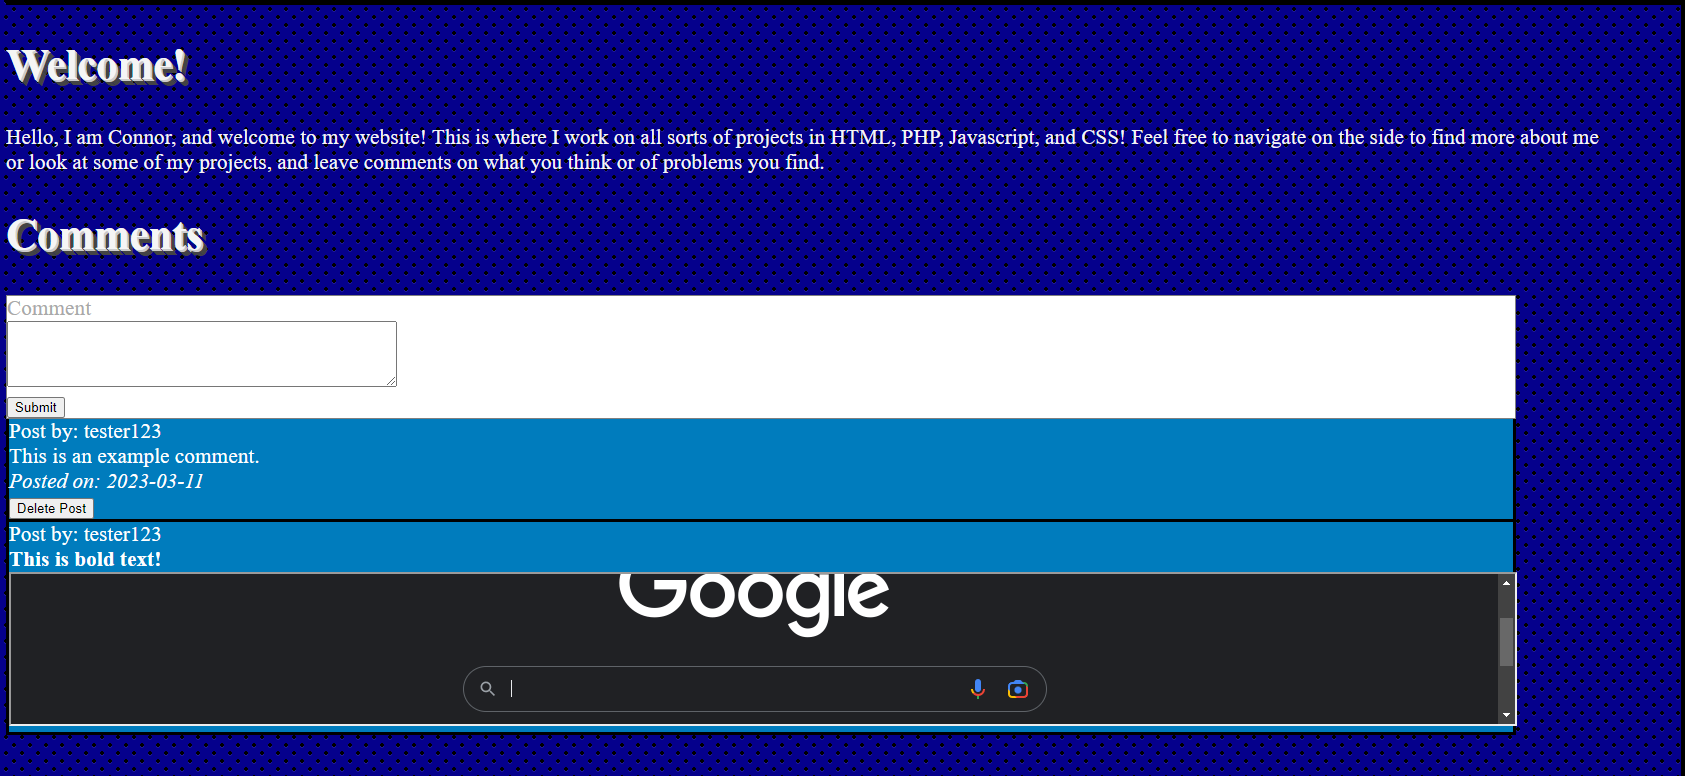 Welcome!
Hello, I am Connor, and welcome to my website! This is where I work on all sorts of projects in HTML, PHP, Javascript, and CSS! Feel free to navigate on the side to find more about me
or look at some of my projects, and leave comments on what you think or of problems you find.
Comments
Comment
Submit
Post by: tester123
This is an example comment.
Posted on: 2023-03-11
Delete Post
Post by: tester123
This is bold text!
Google